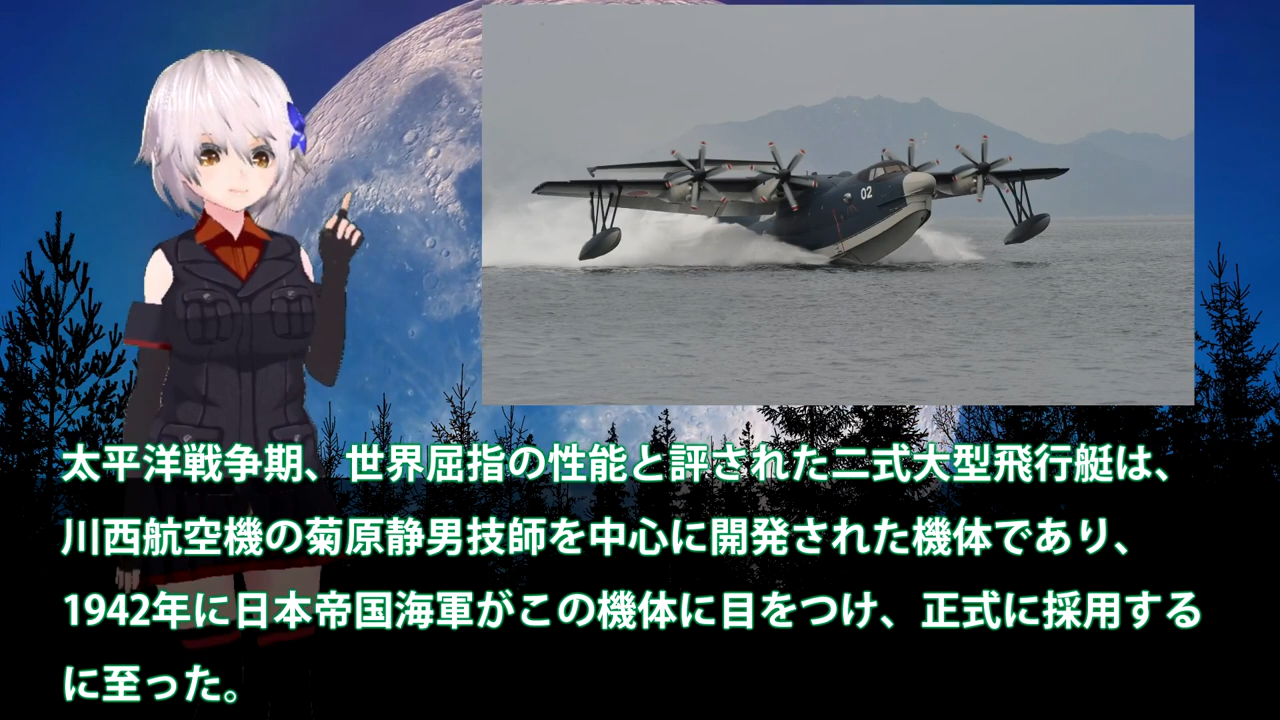 02
太平洋戦争期、世界屈指の性能と評された二式大型飛行艇は、
川西航空機の菊原静男技師を中心に開発された機体であり、
1942年に日本帝国海軍がこの機体に目をつけ、正式に採用する
に至った。